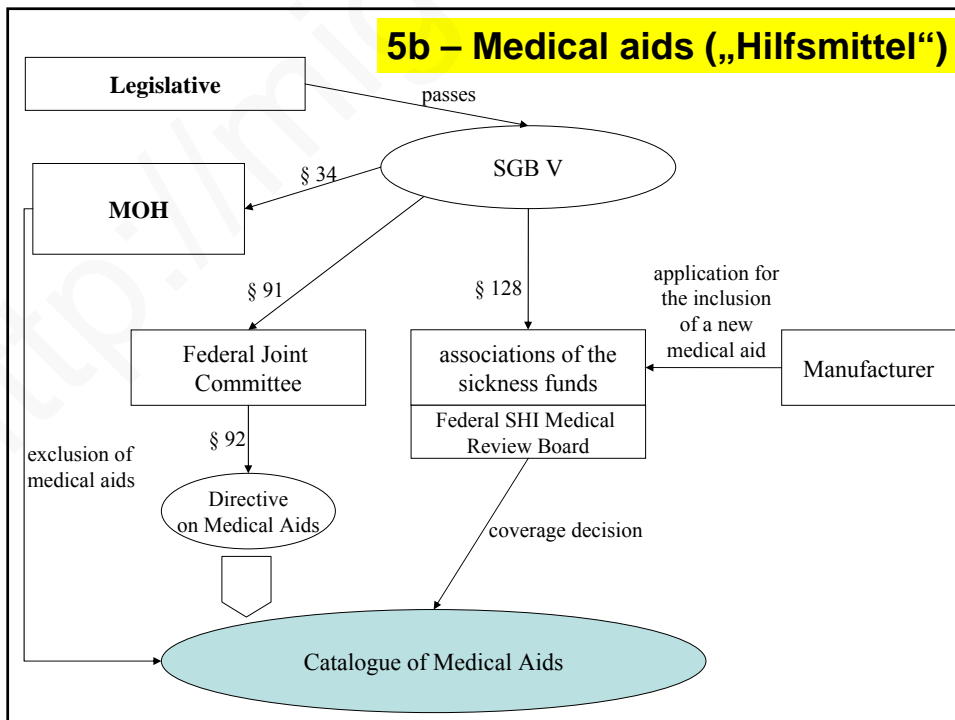 5b – Medical aids („Hilfsmittel“)
Legislative
passes
SGB V
§ 34
MOH
§ 91
§ 128
application for
the inclusion
of a new
medical aid
Federal Joint
Committee
associations of the
sickness funds
Manufacturer
Federal SHI Medical
Review Board
§ 92
exclusion of
medical aids
Directive
on Medical Aids
coverage decision
Catalogue of Medical Aids
http://mig